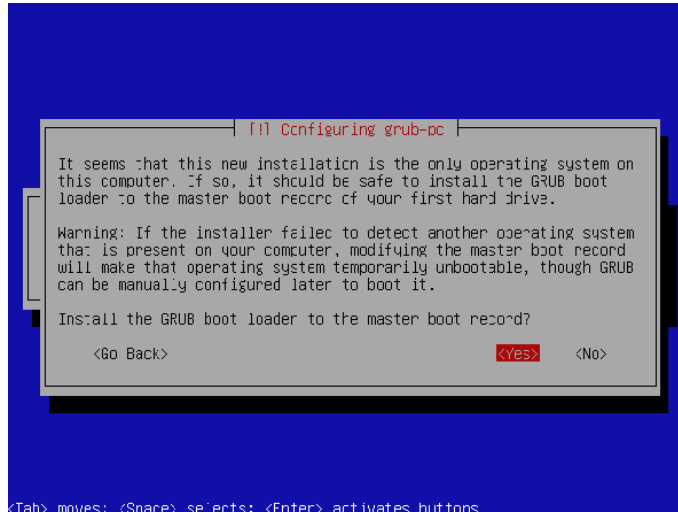 [!] Configuring grub-pc
It seems that this new installation is the only operating system on
this computer. If so, it should be safe to install the GRUB boot
loader to the master boot record of your first hard drive.
Warning: If the installer failed to detect another operating system
that is present on your computer, modifying the master boot record
will make that operating system temporarily unbootable, though GRUB
can be manually configured later to boot it.
Install the GRUB boot loader to the master boot record?
<Go Back> <Yes> <No>
<Tab> moves; <Space> selects; <Enter> activates buttons